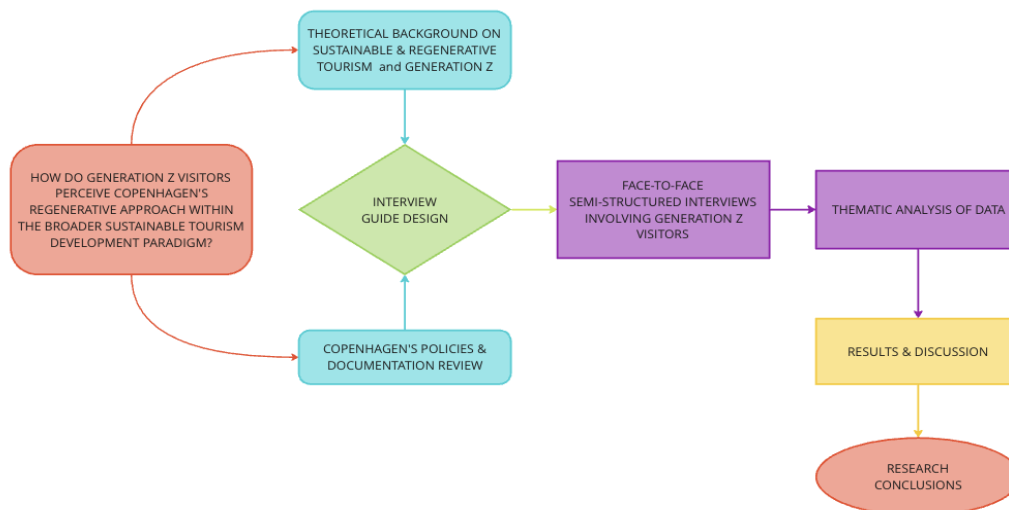 THEORETICAL BACKGROUND ON
SUSTAINABLE & REGENERATIVE
TOURISM and GENERATION Z
HOW DO GENERATION Z VISITORS
PERCEIVE COPENHAGEN'S
REGENERATIVE APPROACH WITHIN
THE BROADER SUSTAINABLE TOURISM
DEVELOPMENT PARADIGM?
INTERVIEW
GUIDE DESIGN
FACE-TO-FACE
SEMI-STRUCTURED INTERVIEWS
INVOLVING GENERATION Z
VISITORS
THEMATIC ANALYSIS OF DATA
COPENHAGEN'S POLICIES &
DOCUMENTATION REVIEW
RESULTS & DISCUSSION
RESEARCH
CONCLUSIONS